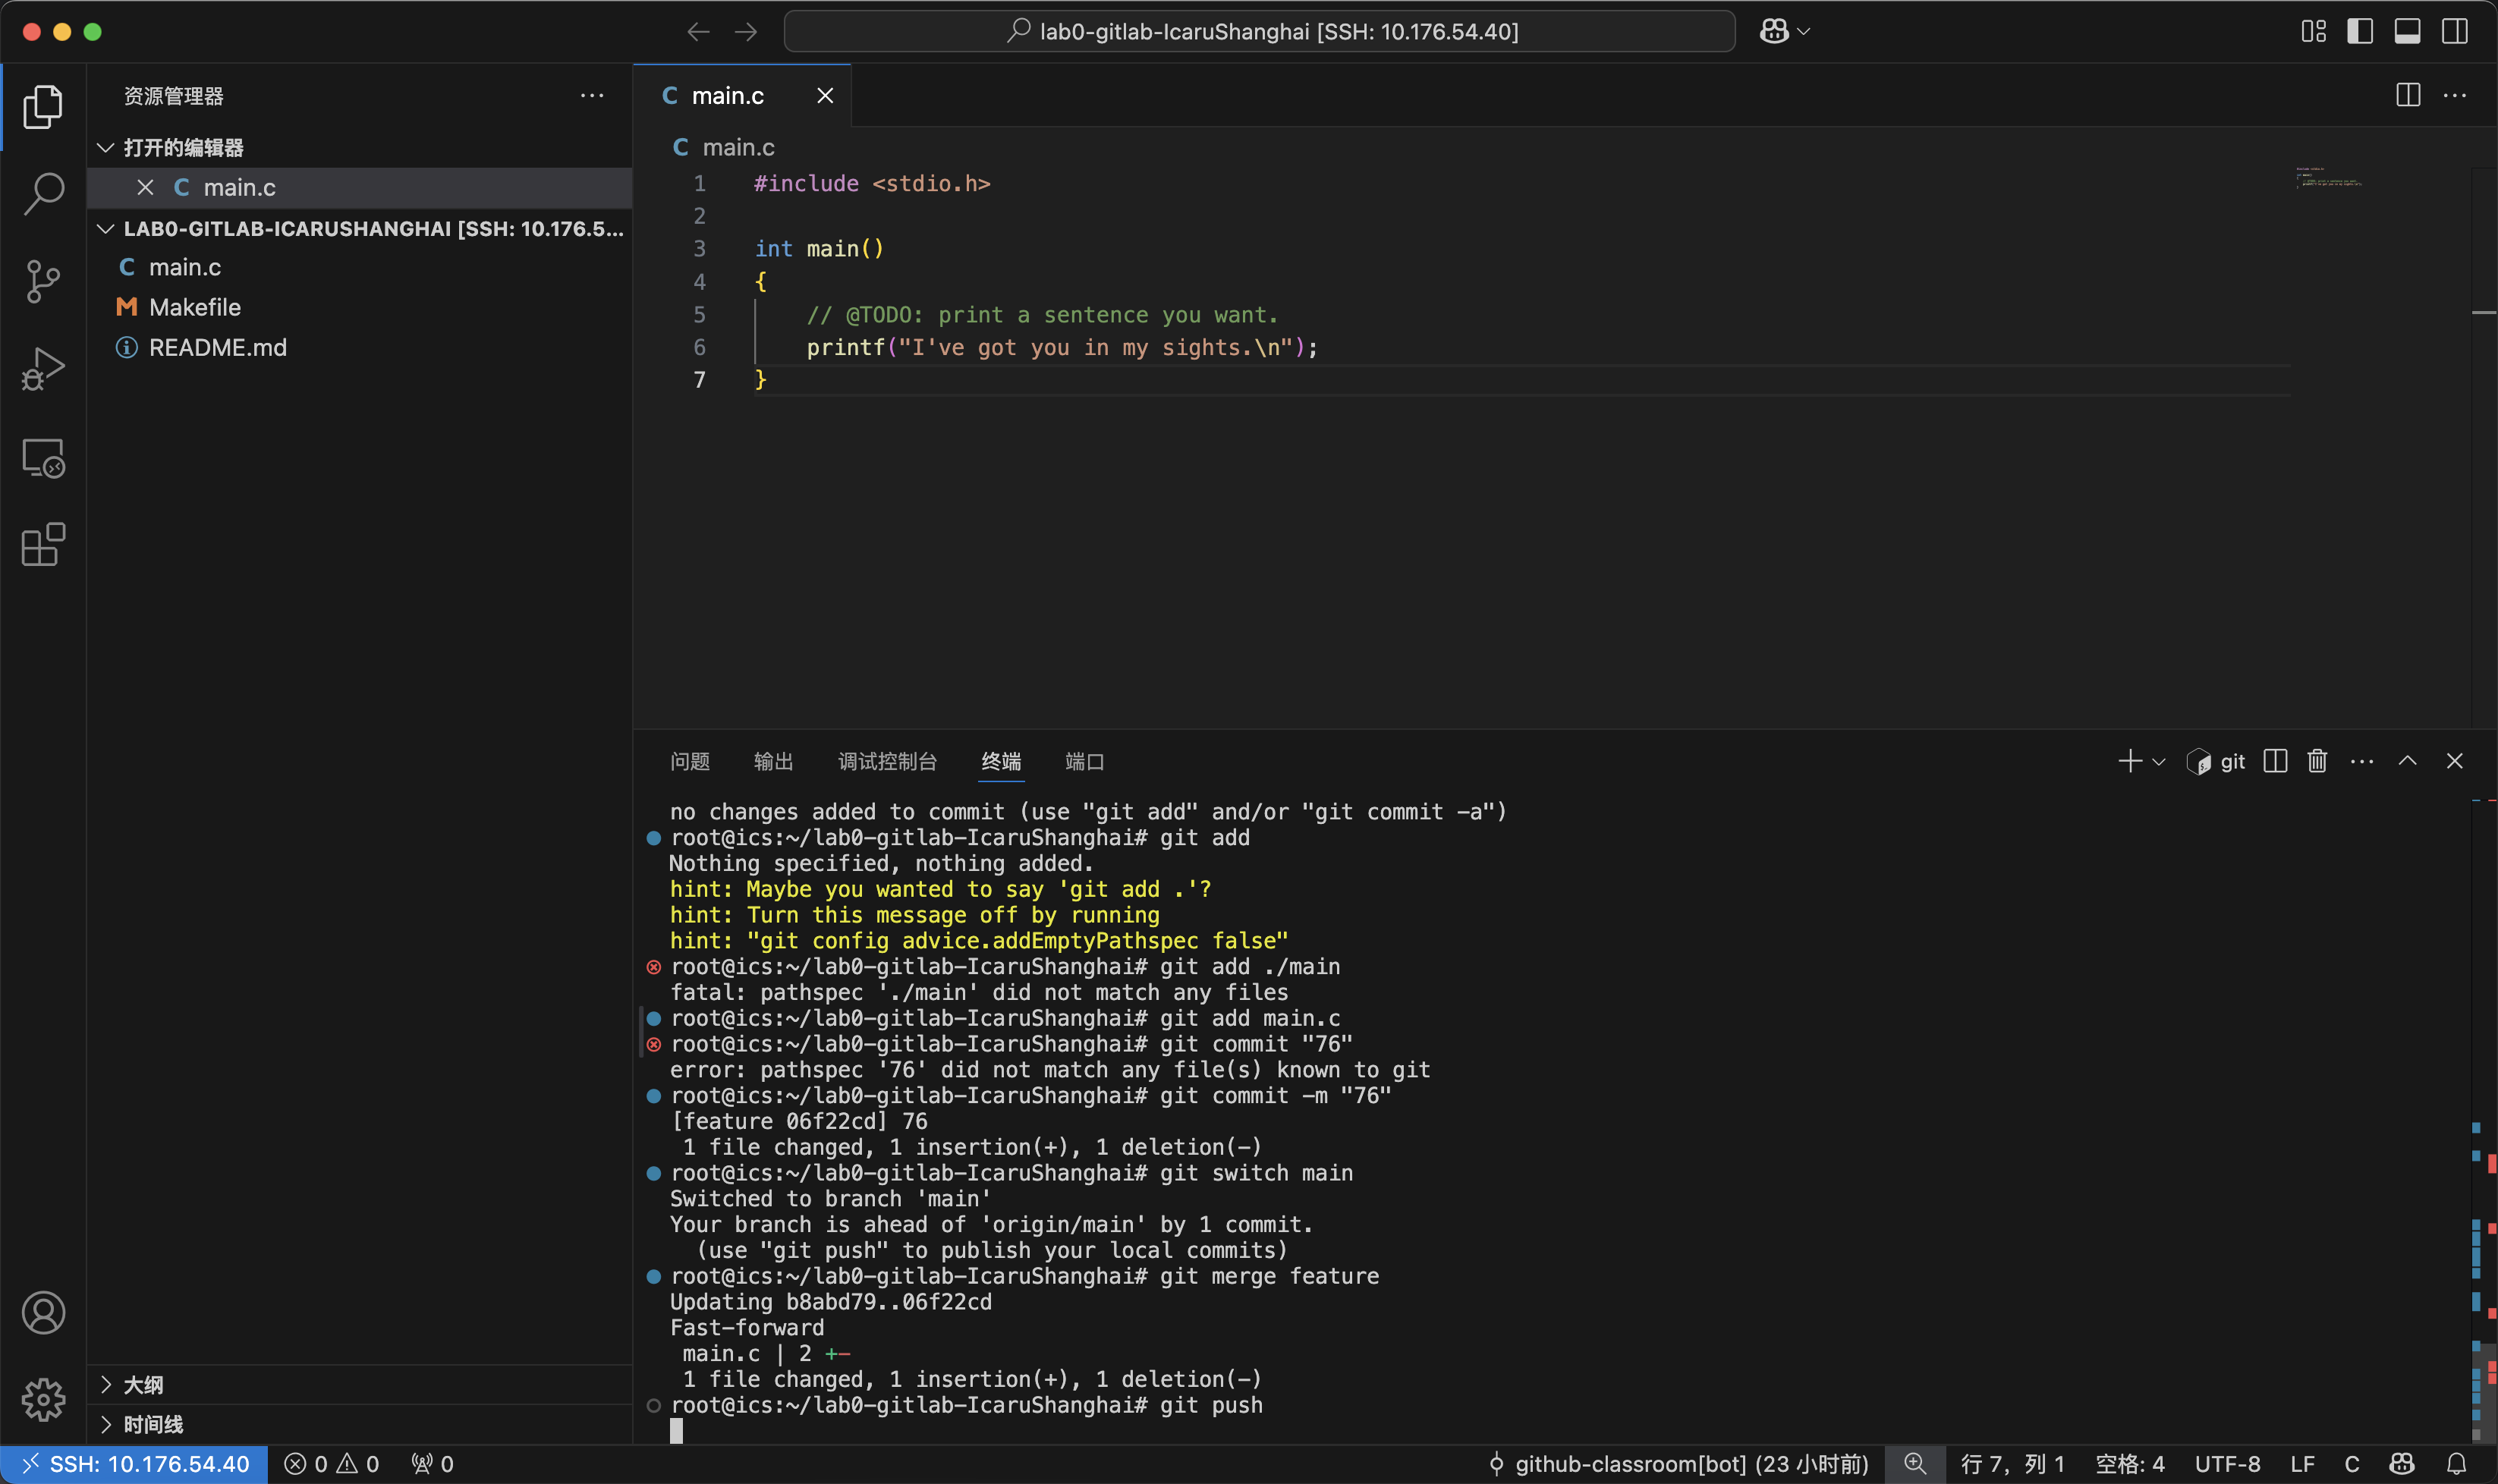 lab0-gitlab-IcaruShanghai [SSH: 10.176.54.40]
资源管理器
打开的编辑器
C main.c
LAB0-GITLAB-ICARUSHANGHAI [SSH: 10.176.5...
C main.c
M Makefile
README.md
大纲
时间线
C main.c
C main.c
1 #include <stdio.h>
2
3 int main()
4 {
5     // @TODO: print a sentence you want.
6     printf("I've got you in my sights.\n");
7 }
问题 输出 调试控制台 终端 端口
git
no changes added to commit (use "git add" and/or "git commit -a")
root@ics:~/lab0-gitlab-IcaruShanghai# git add
Nothing specified, nothing added.
hint: Maybe you wanted to say 'git add .'?
hint: Turn this message off by running
hint: "git config advice.addEmptyPathspec false"
root@ics:~/lab0-gitlab-IcaruShanghai# git add ./main
fatal: pathspec './main' did not match any files
root@ics:~/lab0-gitlab-IcaruShanghai# git add main.c
root@ics:~/lab0-gitlab-IcaruShanghai# git commit "76"
error: pathspec '76' did not match any file(s) known to git
root@ics:~/lab0-gitlab-IcaruShanghai# git commit -m "76"
[feature 06f22cd] 76
 1 file changed, 1 insertion(+), 1 deletion(-)
root@ics:~/lab0-gitlab-IcaruShanghai# git switch main
Switched to branch 'main'
Your branch is ahead of 'origin/main' by 1 commit.
  (use "git push" to publish your local commits)
root@ics:~/lab0-gitlab-IcaruShanghai# git merge feature
Updating b8abd79..06f22cd
Fast-forward
 main.c | 2 +-
 1 file changed, 1 insertion(+), 1 deletion(-)
root@ics:~/lab0-gitlab-IcaruShanghai# git push
SSH: 10.176.54.40 0 0 0 github-classroom[bot] (23 小时前) 行 7，列 1 空格: 4 UTF-8 LF C